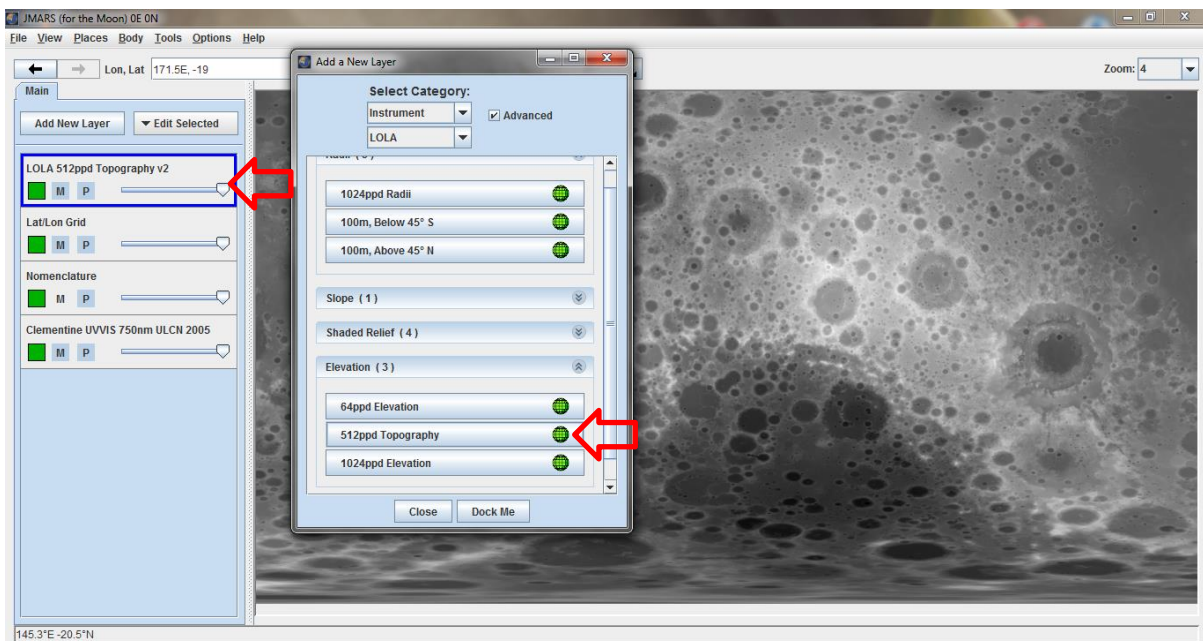 JMARS (for the Moon) 0E 0N
File View Places Body Tools Options Help
Lon, Lat 171.5E, -19
Zoom: 4
Main
Add New Layer
Edit Selected
LOLA 512ppd Topography v2
M P
Lat/Lon Grid
M P
Nomenclature
M P
Clementine UVVIS 750nm ULCN 2005
M P
Add a New Layer
Select Category:
Instrument
Advanced
LOLA
1024ppd Radii
100m, Below 45° S
100m, Above 45° N
Slope ( 1 )
Shaded Relief ( 4 )
Elevation ( 3 )
64ppd Elevation
512ppd Topography
1024ppd Elevation
Close Dock Me
145.3°E -20.5°N